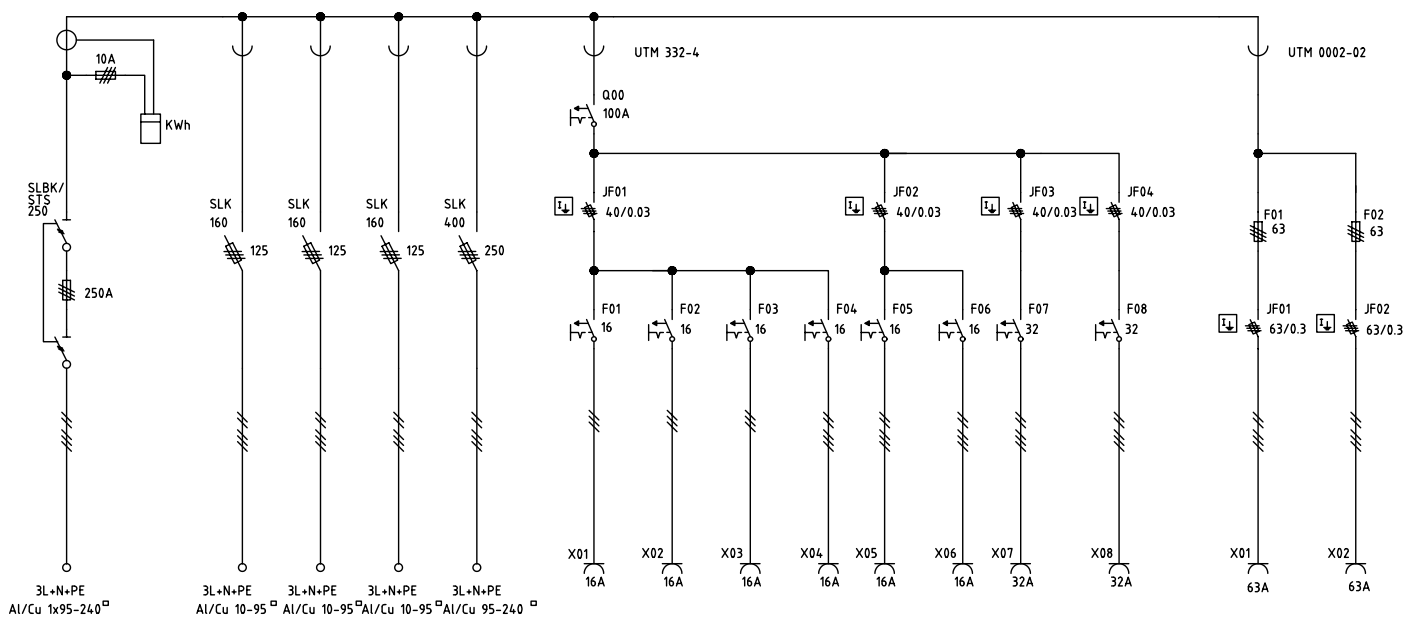 UTM 332-4
UTM 0002-02
10A
KWh
Q00
100A
SLBK/
STS
250
250A
SLK
160
125
SLK
160
125
SLK
160
125
SLK
400
250
JF01
40/0.03
JF02
40/0.03
JF03
40/0.03
JF04
40/0.03
F01
63
F02
63
F01
16
F02
16
F03
16
F04
16
F05
16
F06
16
F07
32
F08
32
JF01
63/0.3
JF02
63/0.3
X01
16A
X02
16A
X03
16A
X04
16A
X05
16A
X06
16A
X07
32A
X08
32A
X01
63A
X02
63A
3L+N+PE
Al/Cu 1x95-240□
3L+N+PE
Al/Cu 10-95□
3L+N+PE
Al/Cu 10-95□
3L+N+PE
Al/Cu 10-95□
3L+N+PE
Al/Cu 95-240 □